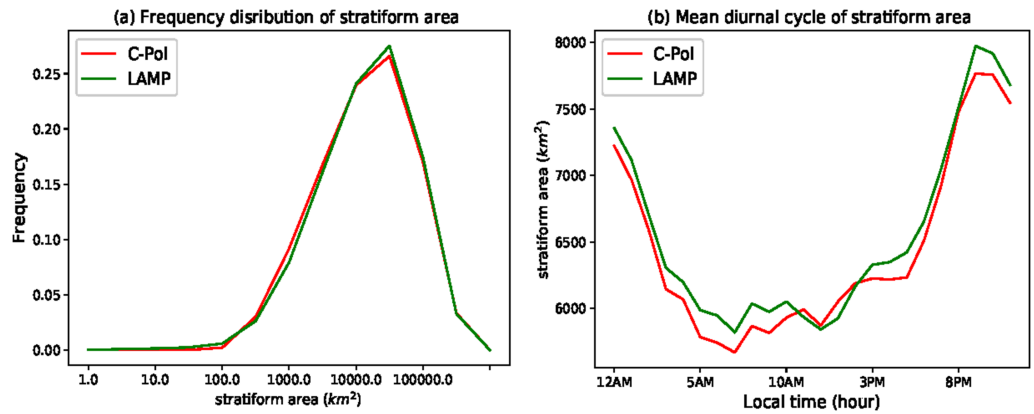 (a) Frequency disribution of stratiform area
C-Pol
LAMP
Frequency
0.25
0.20
0.15
0.10
0.05
0.00
1.0 10.0 100.0 1000.0 10000.0 100000.0
stratiform area (km²)
(b) Mean diurnal cycle of stratiform area
C-Pol
LAMP
stratiform area (km²)
8000
7500
7000
6500
6000
12AM 5AM 10AM 3PM 8PM
Local time (hour)